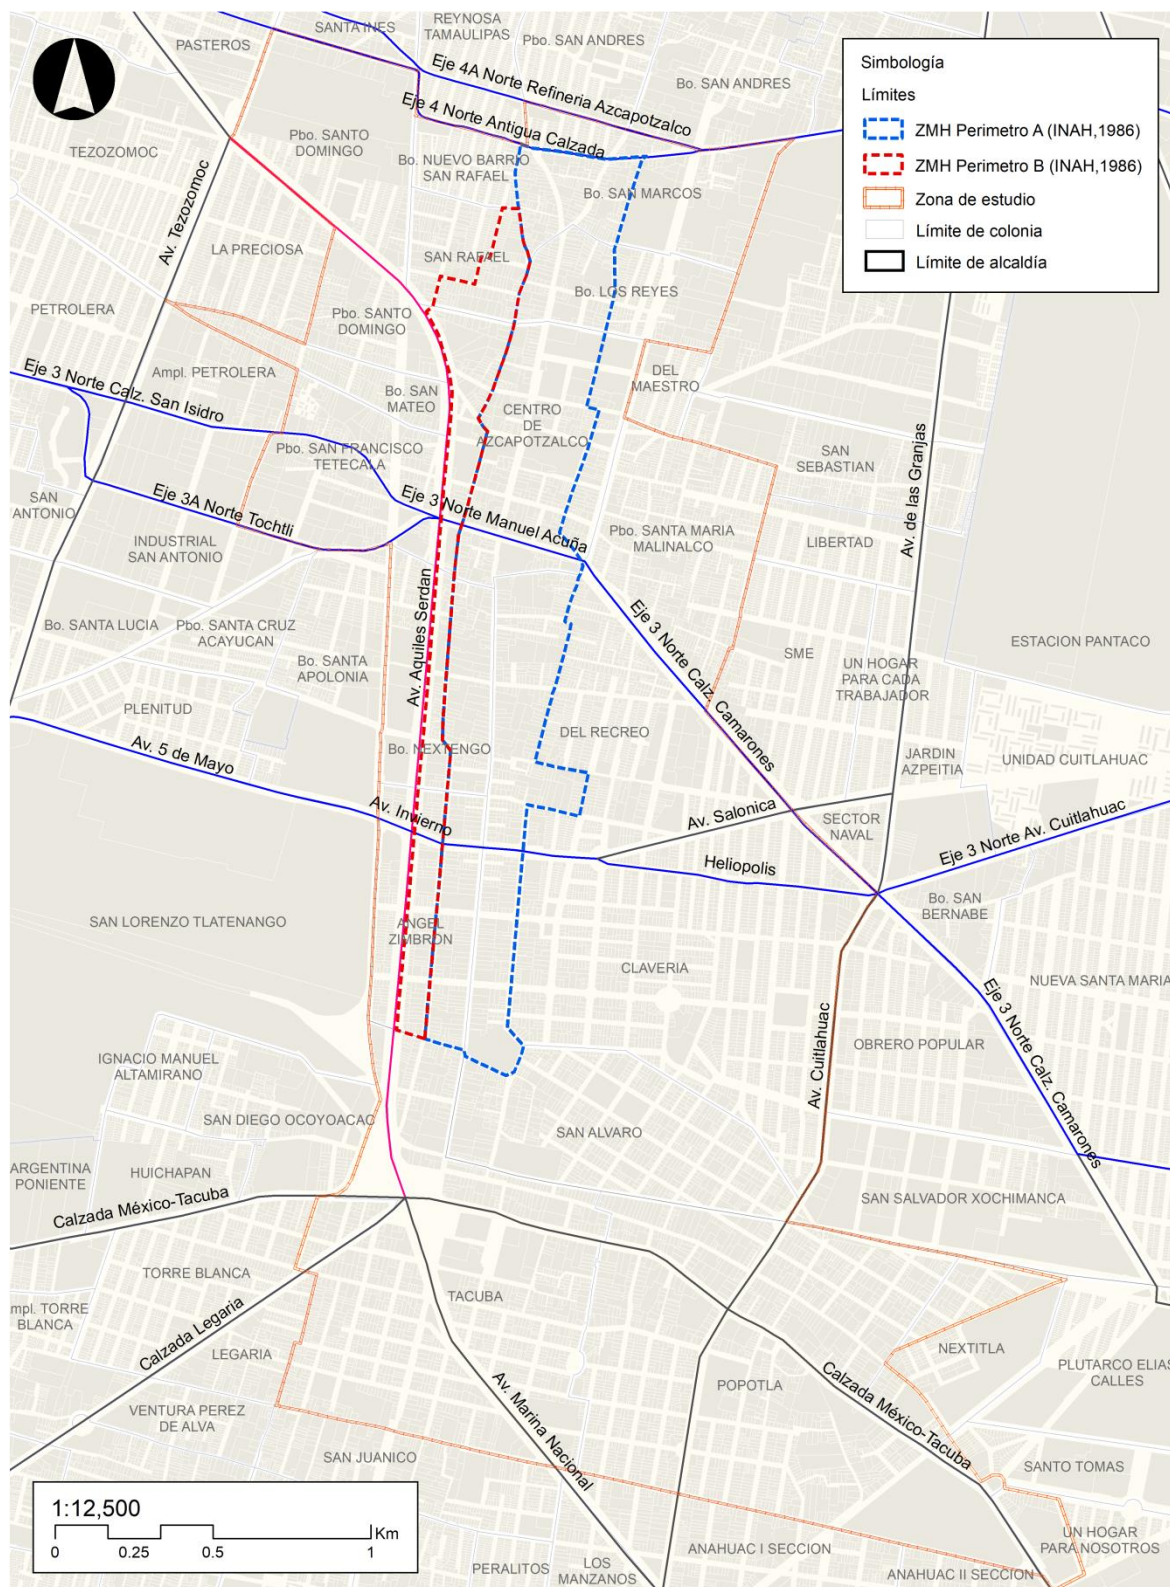 SANTA INES
REYNOSA
TAMAULIPAS
Pbo. SAN ANDRES
PASTEROS
Eje 4A Norte Refineria Azcapotzalco
Bo. SAN ANDRES
Simbología
Límites
ZMH Perimetro A (INAH,1986)
ZMH Perimetro B (INAH,1986)
Zona de estudio
Límite de colonia
Límite de alcaldía
Eje 4 Norte Antigua Calzada
TEZOZOMOC
Pbo. SANTO
DOMINGO
Bo. NUEVO BARRIO
SAN RAFAEL
Bo. SAN MARCOS
Av. Tezozomoc
LA PRECIOSA
SAN RAFAEL
Bo. LOS REYES
PETROLERA
Pbo. SANTO
DOMINGO
Ampl. PETROLERA
DEL
MAESTRO
Eje 3 Norte Calz. San Isidro
Bo. SAN
MATEO
CENTRO
DE
AZCAPOTZALCO
Pbo. SAN FRANCISCO
TETECALA
SAN
SEBASTIAN
Av. de las Granjas
SAN
ANTONIO
Eje 3A Norte Tochtli
Eje 3 Norte Manuel Acuña
INDUSTRIAL
SAN ANTONIO
Pbo. SANTA MARIA
MALINALCO
LIBERTAD
Bo. SANTA LUCIA
Pbo. SANTA CRUZ
ACAYUCAN
Av. Aquiles Serdan
Eje 3 Norte Calz. Camarones
ESTACION PANTACO
Bo. SANTA
APOLONIA
SME
UN HOGAR
PARA CADA
TRABAJADOR
PLENITUD
DEL RECREO
Av. 5 de Mayo
Bo. NEXTENGO
JARDIN
AZPEITIA
UNIDAD CUITLAHUAC
Av. Invierno
Av. Salonica
SECTOR
NAVAL
Eje 3 Norte Av. Cuitlahuac
Heliopolis
Bo. SAN
BERNABE
SAN LORENZO TLATENANGO
ANGEL
ZIMBRON
CLAVERIA
NUEVA SANTA MARIA
Eje 3 Norte Calz. Camarones
Av. Cuitlahuac
OBRERO POPULAR
IGNACIO MANUEL
ALTAMIRANO
SAN DIEGO OCOYOACAC
SAN ALVARO
ARGENTINA
PONIENTE
HUICHAPAN
Calzada México-Tacuba
SAN SALVADOR XOCHIMANCA
TORRE BLANCA
TACUBA
mpl. TORRE
BLANCA
Calzada Legaria
LEGARIA
NEXTITLA
PLUTARCO ELIAS
CALLES
POPOTLA
Calzada México-Tacuba
VENTURA PEREZ
DE ALVA
Av. Marina Nacional
SAN JUANICO
SANTO TOMAS
1:12,500
Km
0
0.25
0.5
1
UN HOGAR
PARA NOSOTROS
ANAHUAC I SECCION
PERALITOS
LOS
MANZANOS
ANAHUAC II SECCION